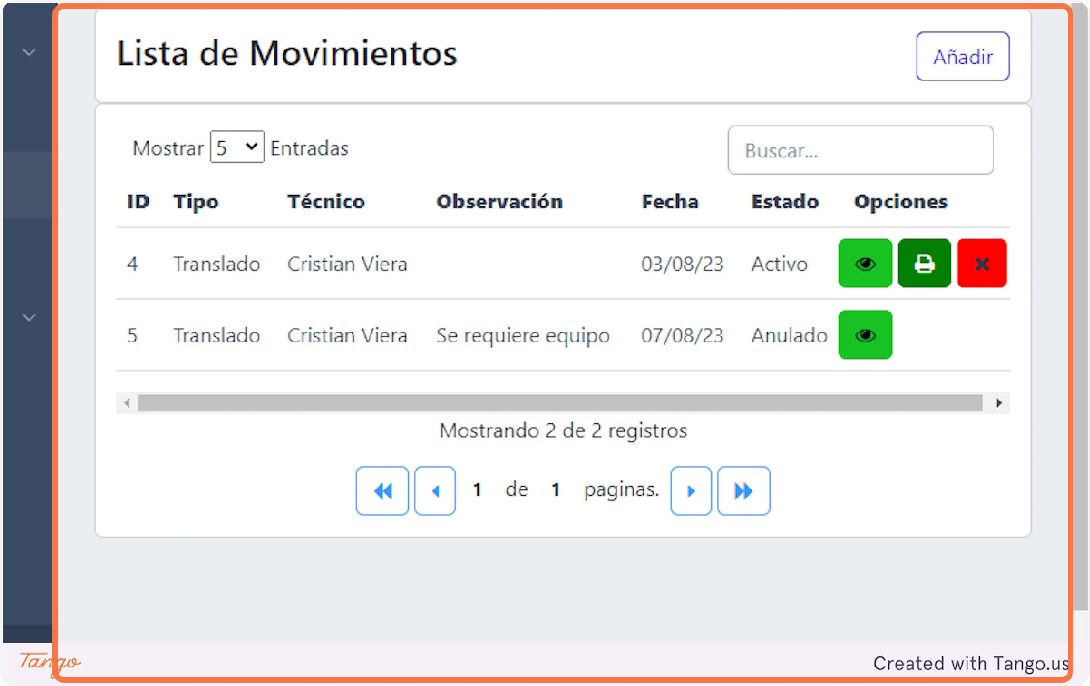 Lista de Movimientos
Añadir
Mostrar 5 Entradas
Buscar...
ID Tipo Técnico Observación Fecha Estado Opciones
4 Translado Cristian Viera 03/08/23 Activo
5 Translado Cristian Viera Se requiere equipo 07/08/23 Anulado
Mostrando 2 de 2 registros
1 de 1 paginas.
Tango
Created with Tango.us